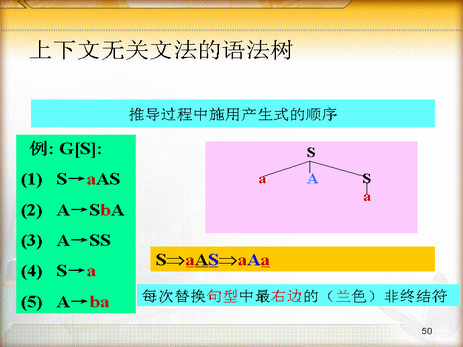 上下文无关文法的语法树
推导过程中施用产生式的顺序
例: G[S]:
(1) S→aAS
(2) A→SbA
(3) A→SS
(4) S→a
(5) A→ba
S
a A S
a
S⇒aAS⇒aAa
每次替换句型中最右边的（兰色）非终结符
50